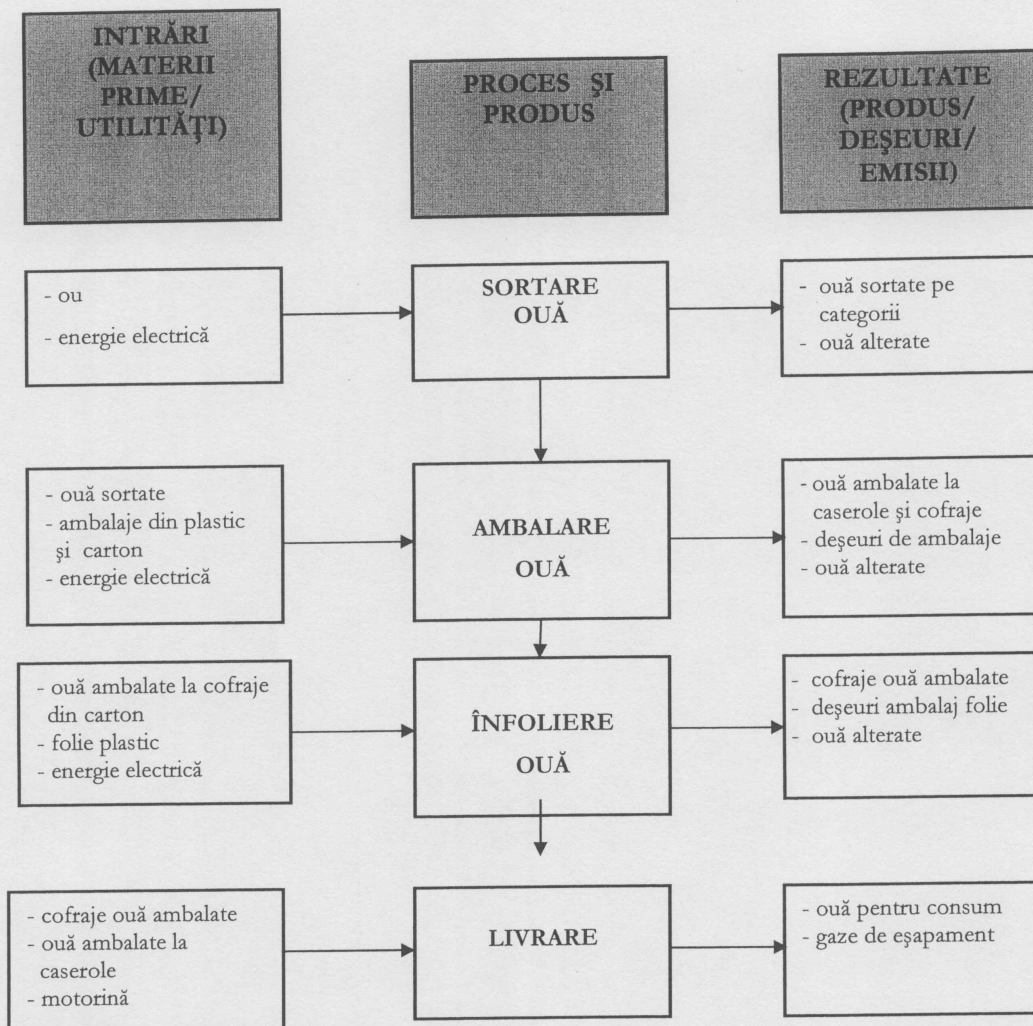 INTRĂRI
(MATERII
PRIME/
UTILITĂŢI)
PROCES ŞI
PRODUS
REZULTATE
(PRODUS/
DEŞEURI/
EMISII)
- ou
- energie electrică
SORTARE
OUĂ
- ouă sortate pe
categorii
- ouă alterate
- ouă sortate
- ambalaje din plastic
şi carton
- energie electrică
AMBALARE
OUĂ
- ouă ambalate la
caserole şi cofraje
- deşeuri de ambalaje
- ouă alterate
- ouă ambalate la cofraje
din carton
- folie plastic
- energie electrică
ÎNFOLIERE
OUĂ
- cofraje ouă ambalate
- deşeuri ambalaj folie
- ouă alterate
- cofraje ouă ambalate
- ouă ambalate la
caserole
- motorină
LIVRARE
- ouă pentru consum
- gaze de eşapament